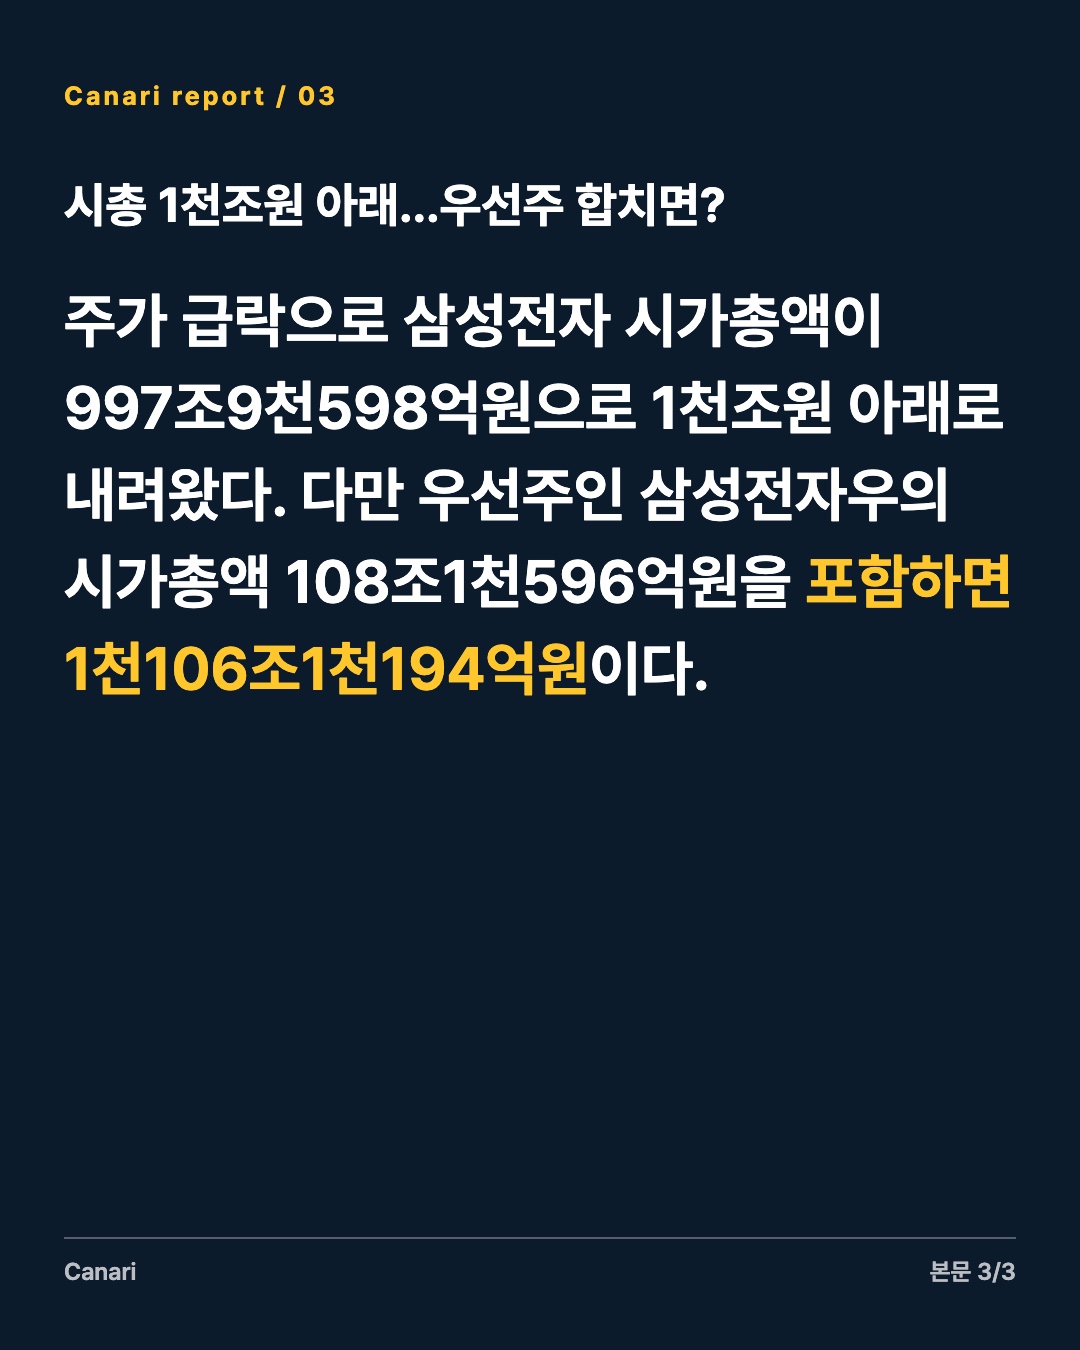 Canari report / 03
시총 1천조원 아래...우선주 합치면?
주가 급락으로 삼성전자 시가총액이
997조9천598억원으로 1천조원 아래로
내려왔다. 다만 우선주인 삼성전자우의
시가총액 108조1천596억원을 포함하면
1천106조1천194억원이다.
Canari
본문 3/3